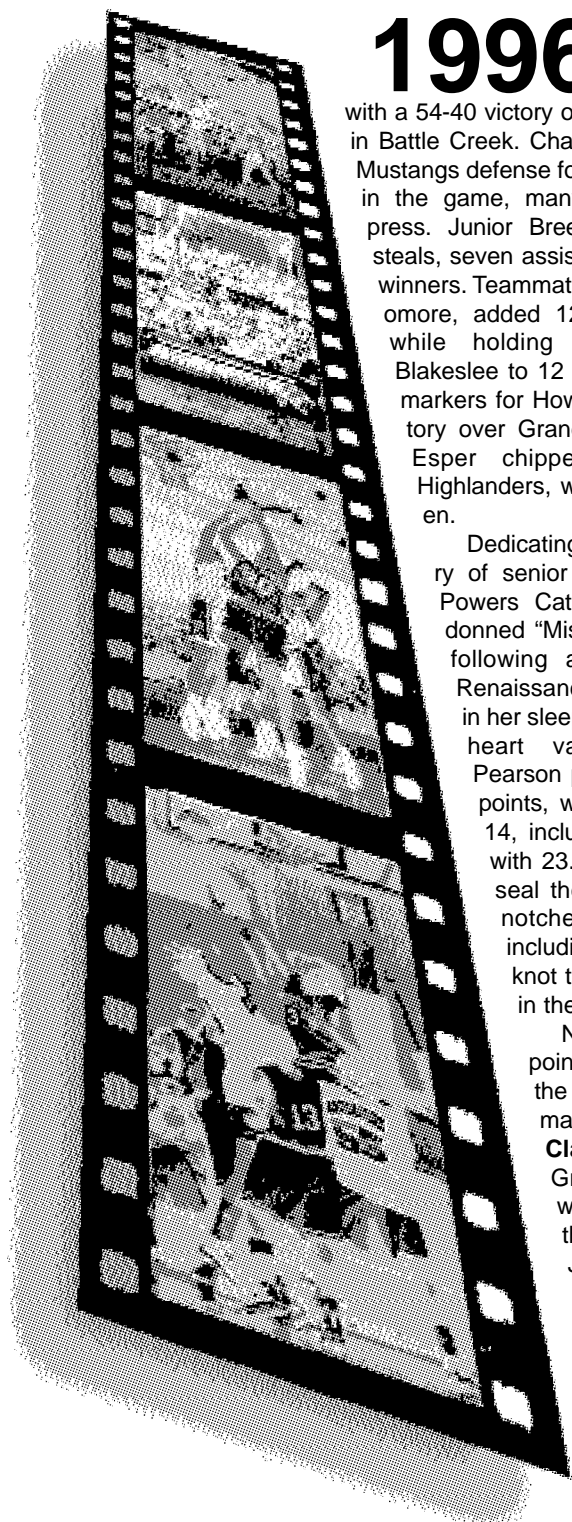 1996
with a 54-40 victory o
in Battle Creek. Cha
Mustangs defense fo
in the game, man
press. Junior Bree
steals, seven assis
winners. Teammat
omore, added 12
while holding
Blakeslee to 12
markers for How
tory over Gran
Esper chippe
Highlanders, w
en.
Dedicating
ry of senior
Powers Cat
donned “Mis
following a
Renaissanc
in her slee
heart va
Pearson p
points, w
14, inclu
with 23.
seal the
notche
includi
knot t
in the
N
poin
the
ma
Cla
Gr
w
th
J
13